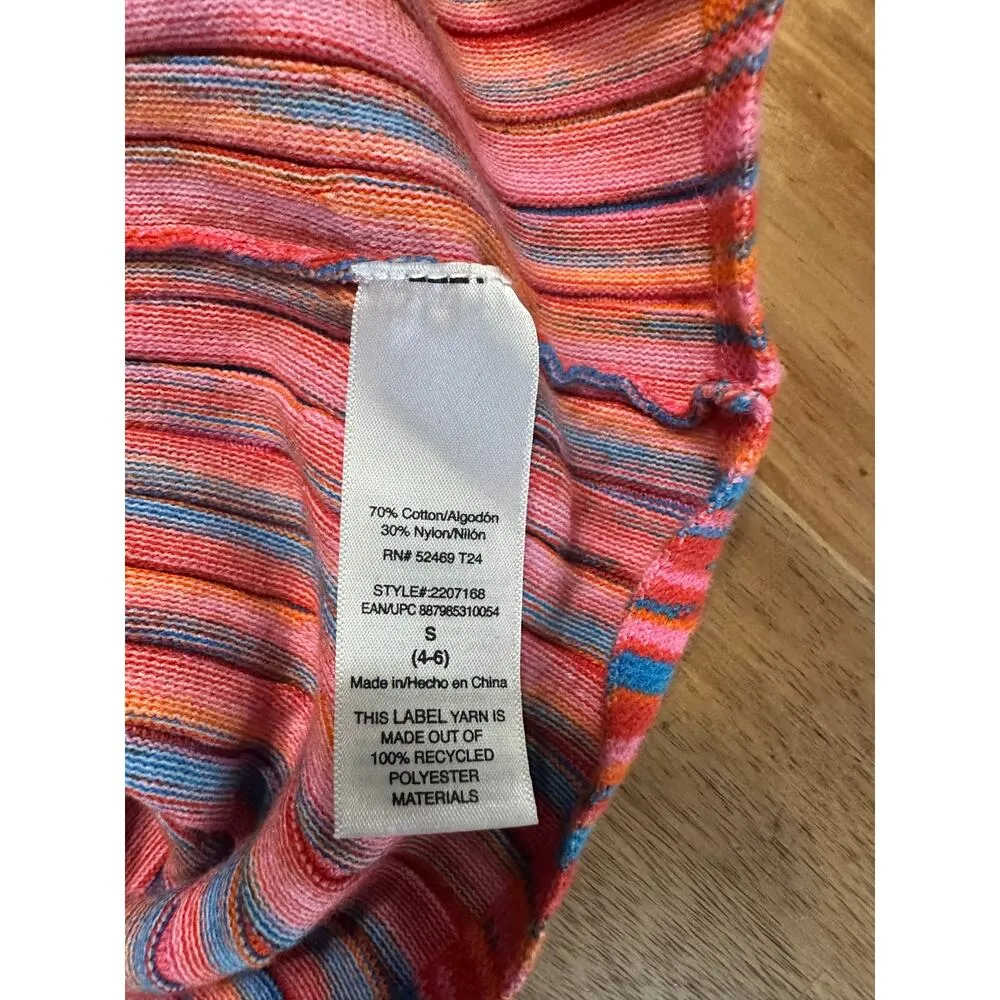 70% Cotton/Algodón
30% Nylon/Nilón
RN# 52469 T24
STYLE#:2207168
EAN/UPC 887985310054
S
(4-6)
Made in/Hecho en China
THIS LABEL YARN IS
MADE OUT OF
100% RECYCLED
POLYESTER
MATERIALS